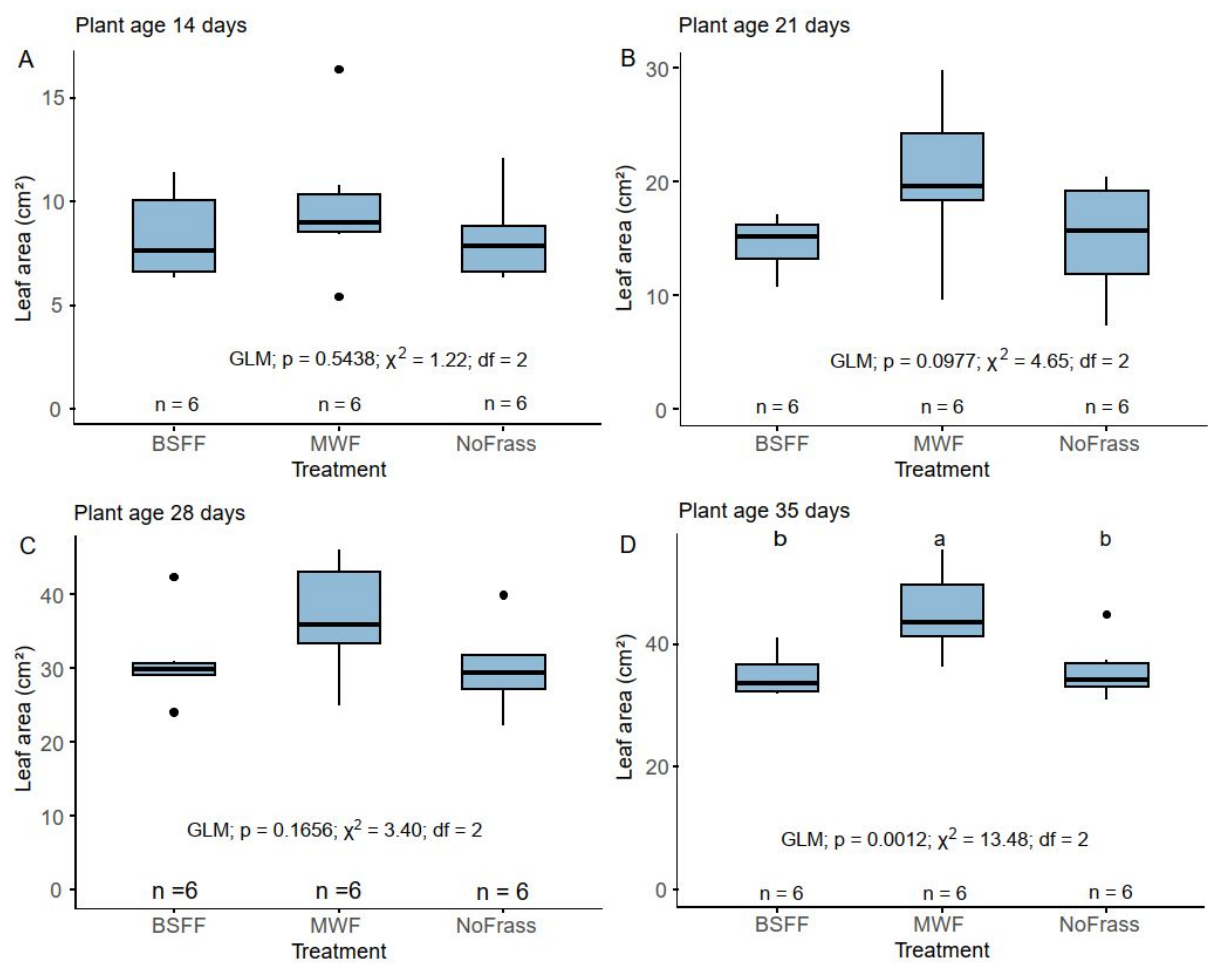 Plant age 14 days
A
15
10
5
0
Leaf area (cm²)
GLM; p = 0.5438; χ² = 1.22; df = 2
n = 6 n = 6 n = 6
BSFF MWF NoFrass
Treatment
Plant age 21 days
B
30
20
10
0
Leaf area (cm²)
GLM; p = 0.0977; χ² = 4.65; df = 2
n = 6 n = 6 n = 6
BSFF MWF NoFrass
Treatment
Plant age 28 days
C
40
30
20
10
0
Leaf area (cm²)
GLM; p = 0.1656; χ² = 3.40; df = 2
n =6 n =6 n = 6
BSFF MWF NoFrass
Treatment
Plant age 35 days
D
b a b
40
20
0
Leaf area (cm²)
GLM; p = 0.0012; χ² = 13.48; df = 2
n = 6 n = 6 n = 6
BSFF MWF NoFrass
Treatment